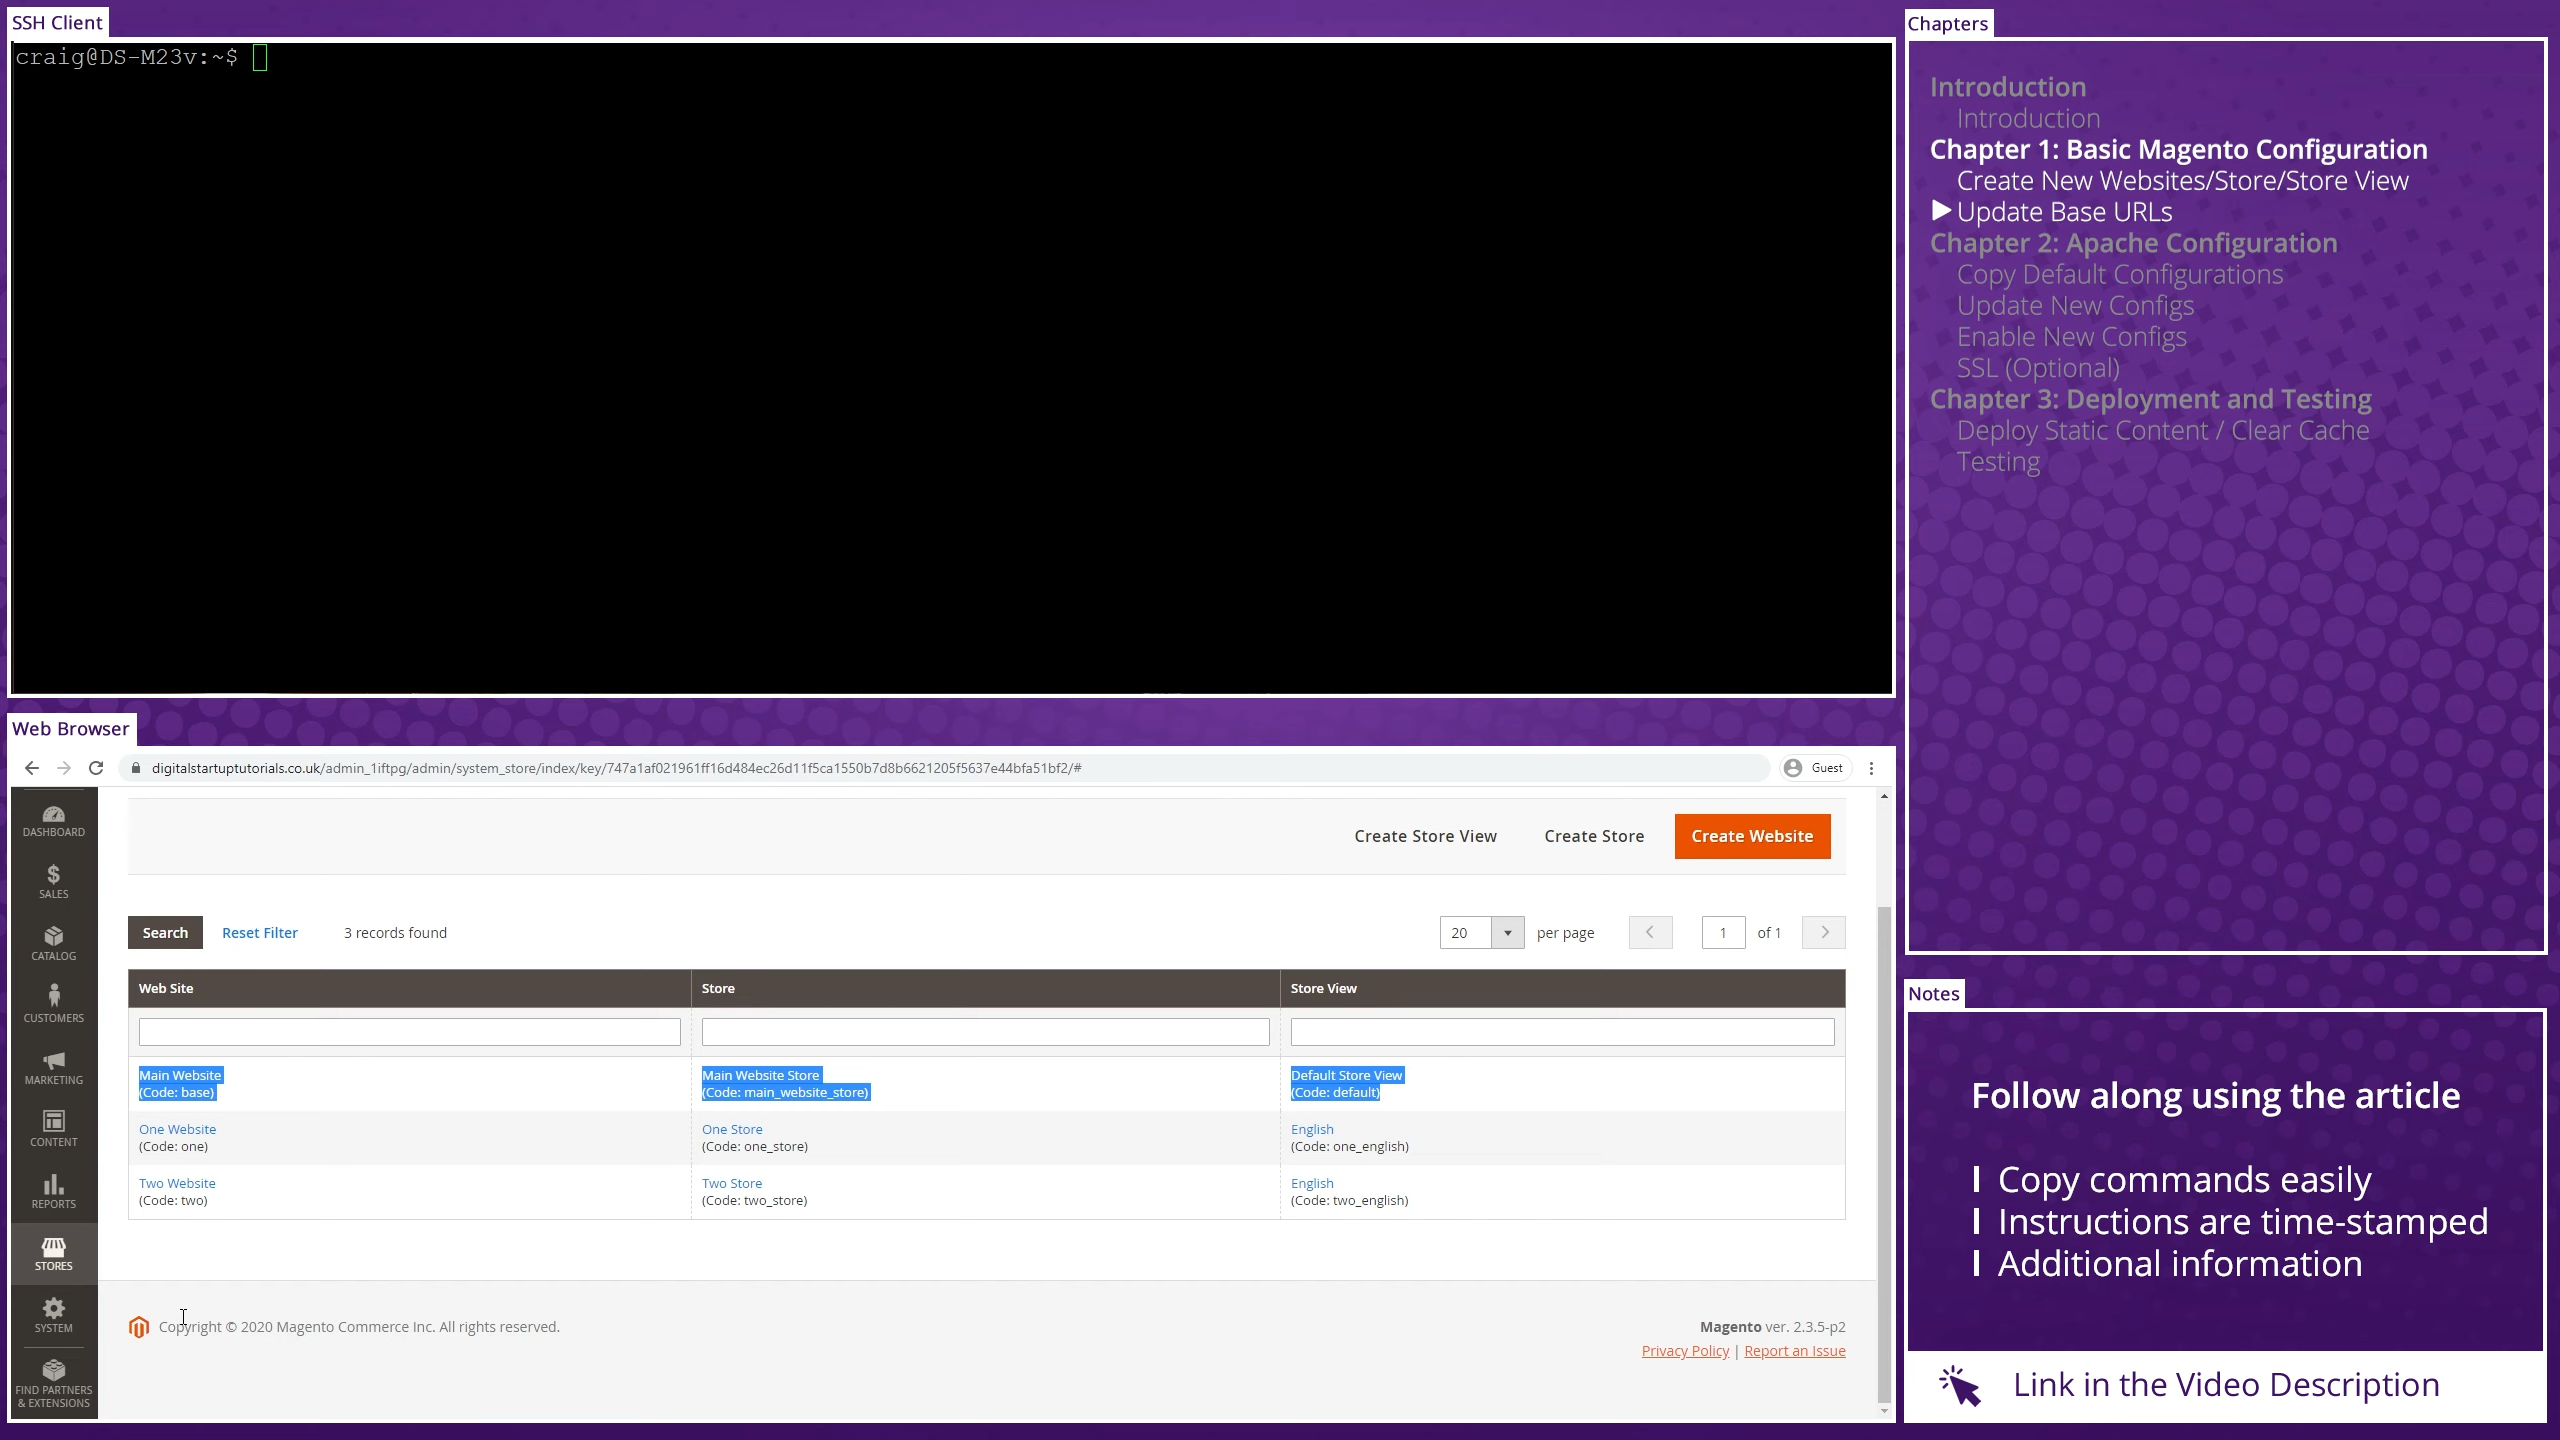 SSH Client
craig@DS-M23v:~$
Chapters
Introduction
Introduction
Chapter 1: Basic Magento Configuration
Create New Websites/Store/Store View
Update Base URLs
Chapter 2: Apache Configuration
Copy Default Configurations
Update New Configs
Enable New Configs
SSL (Optional)
Chapter 3: Deployment and Testing
Deploy Static Content / Clear Cache
Testing
Web Browser
digitalstartuptutorials.co.uk/admin_1iftpg/admin/system_store/index/key/747a1af021961ff16d484ec26d11f5ca1550b7d8b6621205f5637e44bfa51bf2/#
Guest
DASHBOARD
SALES
CATALOG
CUSTOMERS
MARKETING
CONTENT
REPORTS
STORES
SYSTEM
FIND PARTNERS
& EXTENSIONS
Create Store View Create Store Create Website
Search Reset Filter 3 records found 20 per page 1 of 1
Web Site Store Store View
Main Website Main Website Store Default Store View
(Code: base) (Code: main_website_store) (Code: default)
One Website One Store English
(Code: one) (Code: one_store) (Code: one_english)
Two Website Two Store English
(Code: two) (Code: two_store) (Code: two_english)
Copyright © 2020 Magento Commerce Inc. All rights reserved. Magento ver. 2.3.5-p2
Privacy Policy | Report an Issue
Notes
Follow along using the article
Copy commands easily
Instructions are time-stamped
Additional information
Link in the Video Description